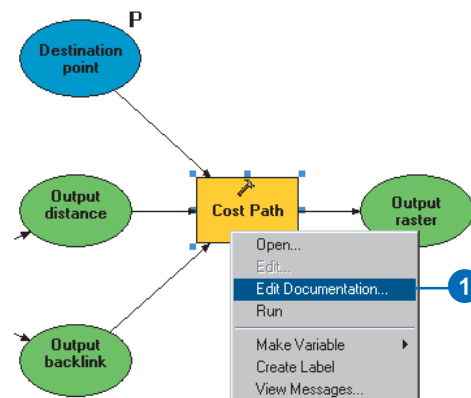 P
Destination
point
Output
distance
Cost Path
Output
raster
Open...
Edit...
Edit Documentation...
1
Run
Make Variable
Create Label
View Messages...
Output
backlink